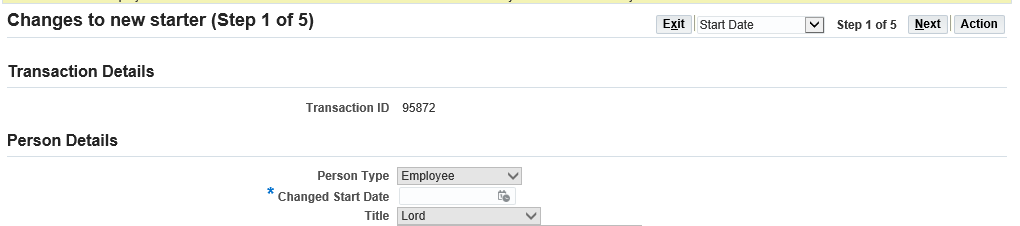 Changes to new starter (Step 1 of 5)
Exit Start Date Step 1 of 5 Next Action
Transaction Details
Transaction ID 95872
Person Details
Person Type Employee
* Changed Start Date
Title Lord